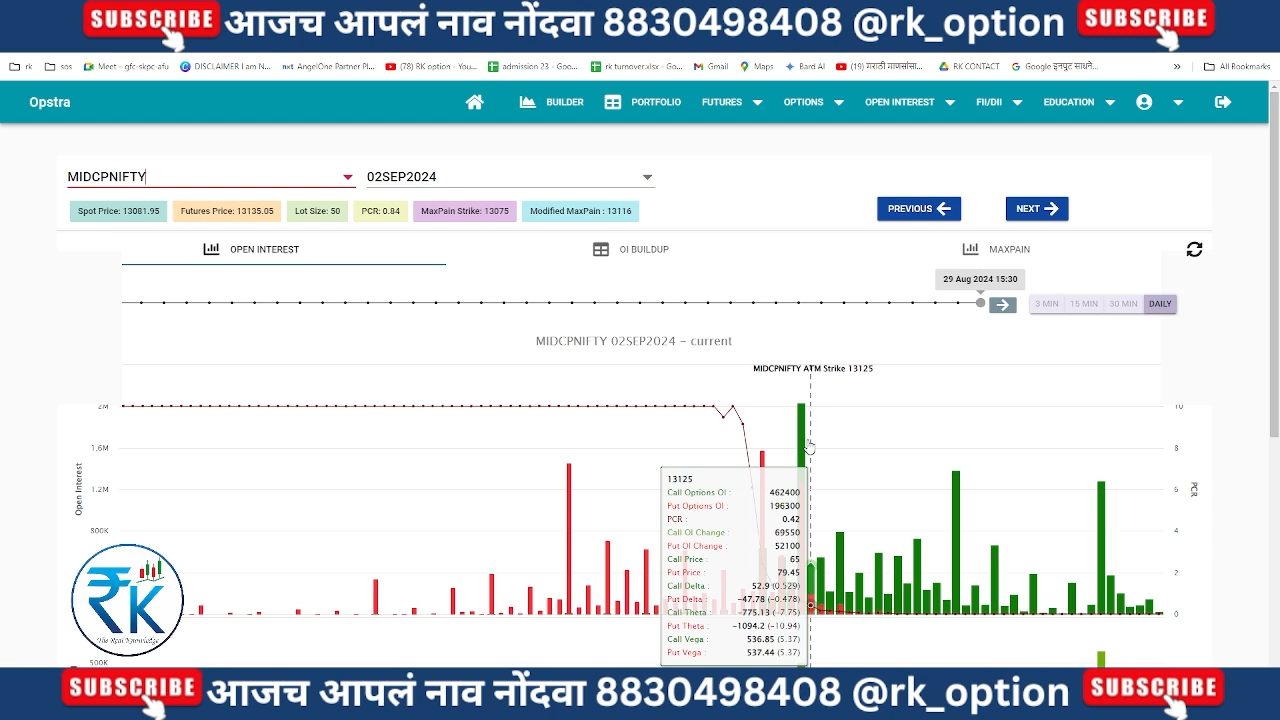 SUBSCRIBE आजच आपलं नाव नोंदवा 8830498408 @rk_option SUBSCRIBE
rk sos Meet – qfc-skpc-afu DISCLAIMER I am N... nxt AngelOne Partner Pl... (78) RK option - You... admission 23 - Goo... rk turnover.xlsx - Go... Gmail Maps Bard AI (19) मराठी माणसांसा... RK CONTACT Google इनपुट साधने... » All Bookmarks
Opstra BUILDER PORTFOLIO FUTURES OPTIONS OPEN INTEREST FII/DII EDUCATION
MIDCPNIFTY 02SEP2024
Spot Price: 13081.95 Futures Price: 13135.05 Lot Size: 50 PCR: 0.84 MaxPain Strike: 13075 Modified MaxPain : 13116 PREVIOUS NEXT
OPEN INTEREST OI BUILDUP MAXPAIN
29 Aug 2024 15:30
3 MIN 15 MIN 30 MIN DAILY
MIDCPNIFTY 02SEP2024 – current
MIDCPNIFTY ATM Strike 13125
2M 10
1.6M 8
1.2M 6
800K 4
2
0
500K
Open Interest
PCR
13125
Call Options OI : 462400
Put Options OI : 196300
PCR : 0.42
Call OI Change : 69550
Put OI Change : 52100
Call Price : 65
Put Price : 79.45
Call Delta : 52.9 (0.529)
Put Delta : −47.78 (−0.478)
Call Theta : −775.13 (−7.75)
Put Theta : −1094.2 (−10.94)
Call Vega : 536.85 (5.37)
Put Vega : 537.44 (5.37)
RK
The Real Knowledge
SUBSCRIBE आजच आपलं नाव नोंदवा 8830498408 @rk_option SUBSCRIBE